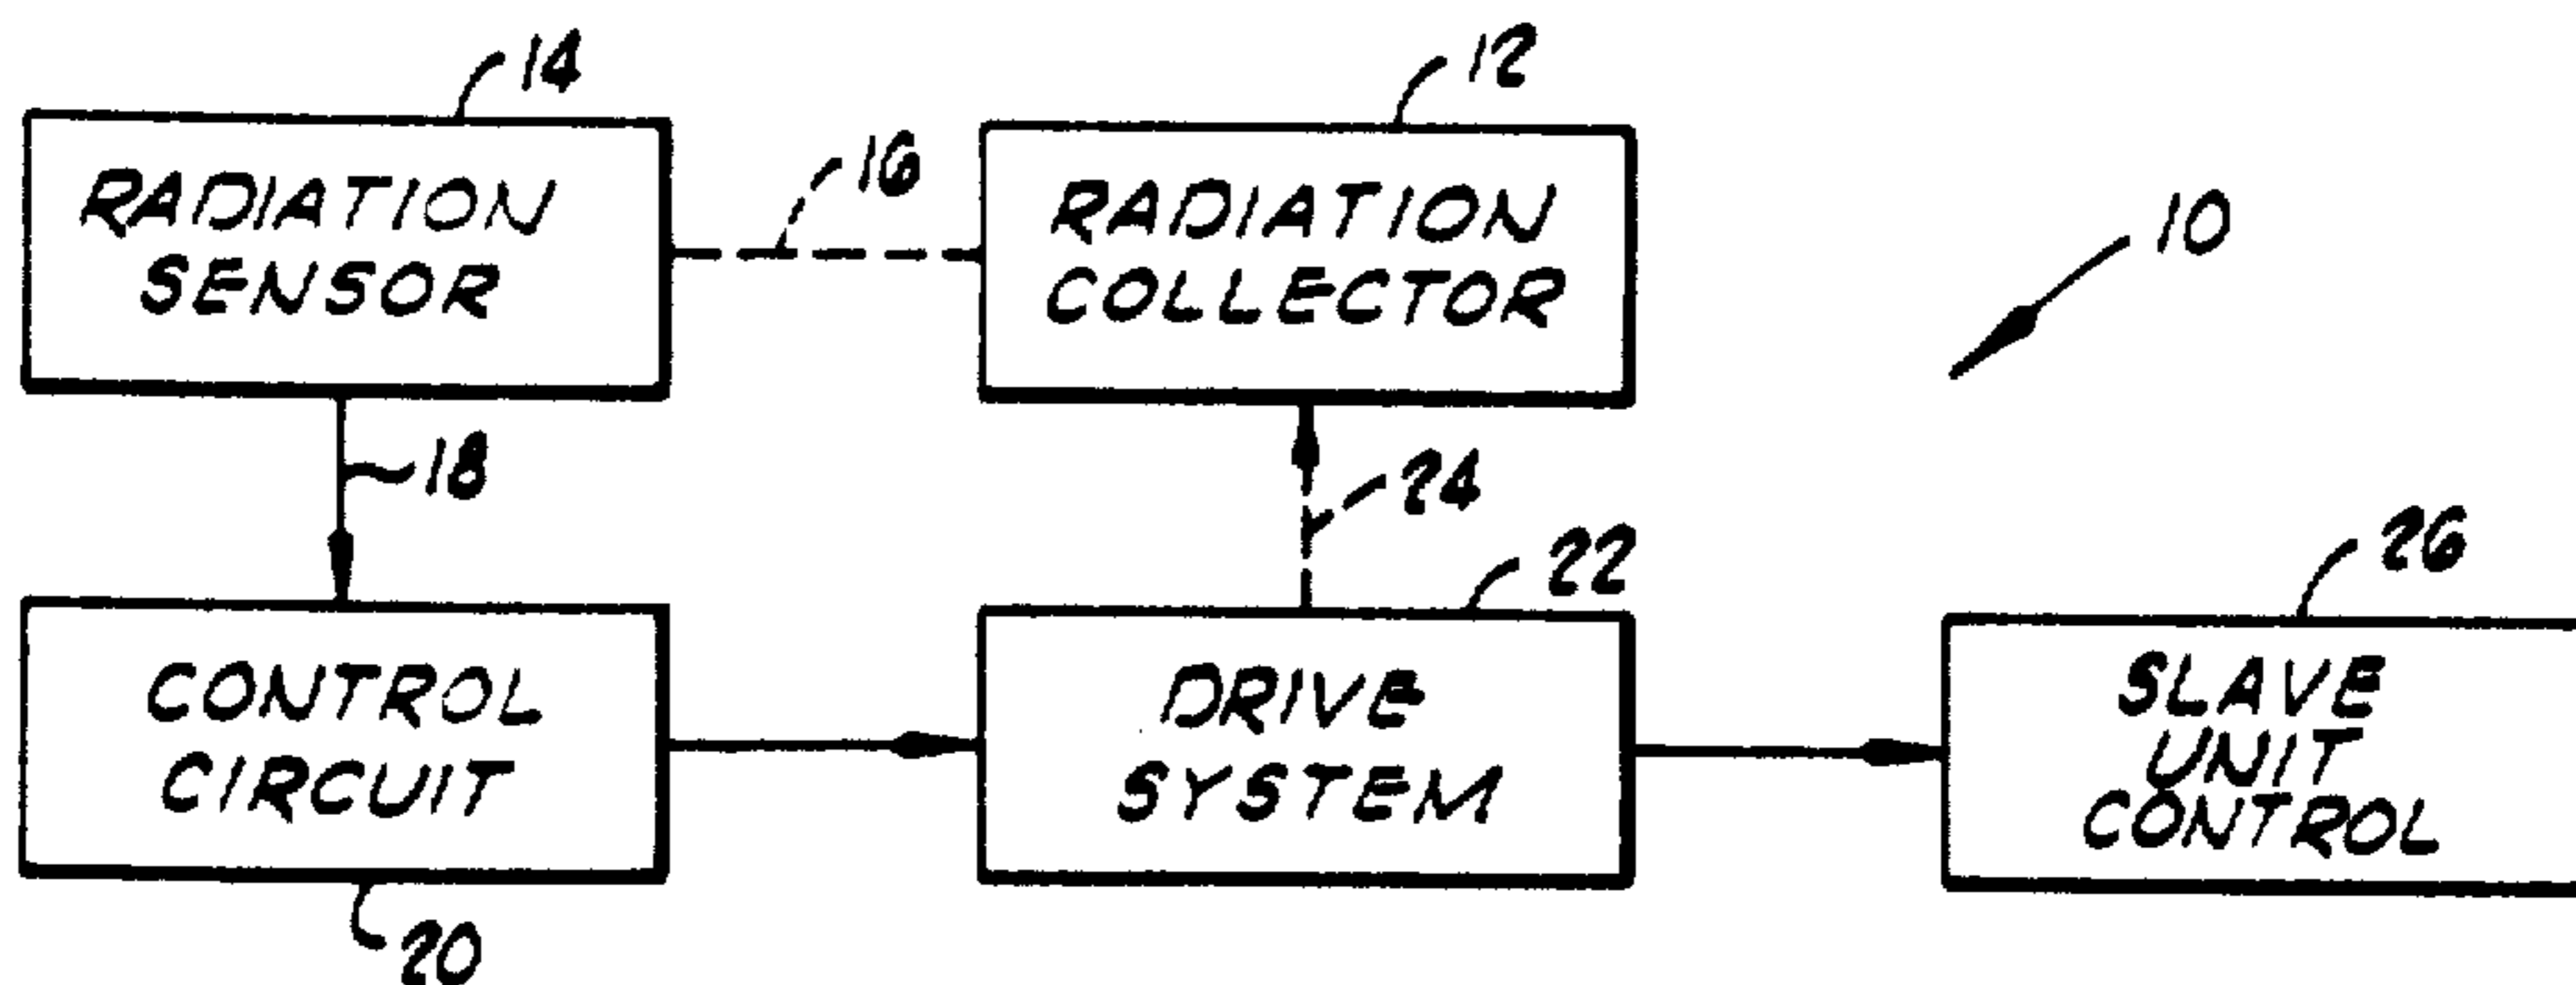 14
12
RADIATION
SENSOR
16
RADIATION
COLLECTOR
10
18
24
22
26
CONTROL
CIRCUIT
DRIVE
SYSTEM
SLAVE
UNIT
CONTROL
20